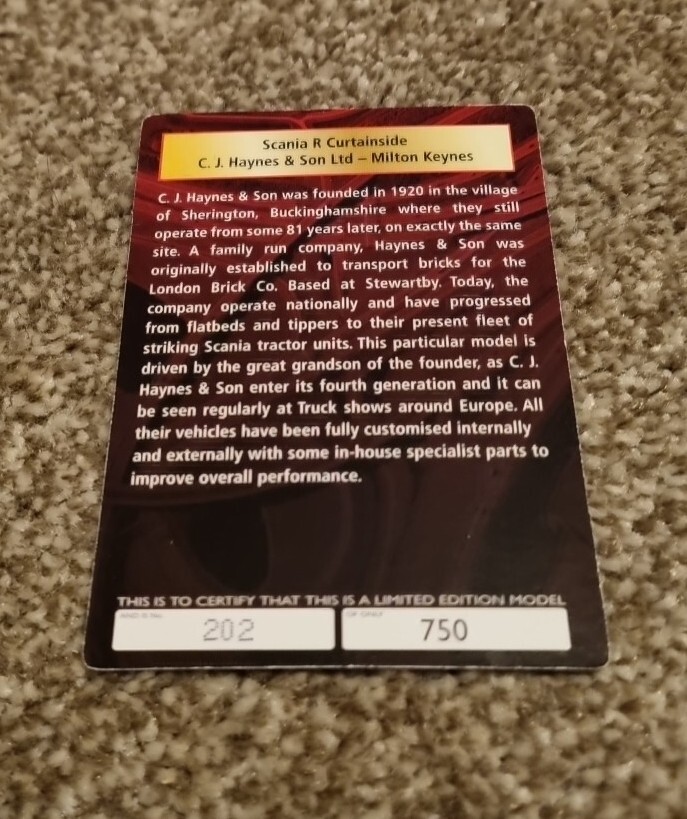 Scania R Curtainside
C. J. Haynes & Son Ltd – Milton Keynes
C. J. Haynes & Son was founded in 1920 in the village
of Sherington, Buckinghamshire where they still
operate from some 81 years later, on exactly the same
site. A family run company, Haynes & Son was
originally established to transport bricks for the
London Brick Co. Based at Stewartby. Today, the
company operate nationally and have progressed
from flatbeds and tippers to their present fleet of
striking Scania tractor units. This particular model is
driven by the great grandson of the founder, as C. J.
Haynes & Son enter its fourth generation and it can
be seen regularly at Truck shows around Europe. All
their vehicles have been fully customised internally
and externally with some in-house specialist parts to
improve overall performance.
THIS IS TO CERTIFY THAT THIS IS A LIMITED EDITION MODEL
AND IS No. OF ONLY
202 750